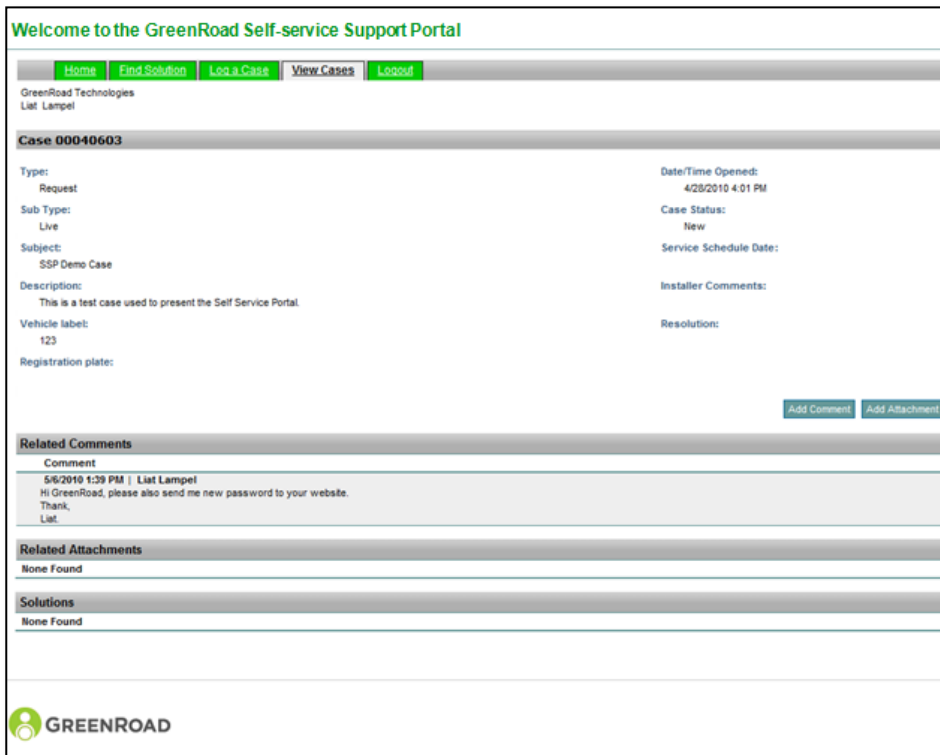 Welcome to the GreenRoad Self-service Support Portal
Home Find Solution Log a Case View Cases Logout
GreenRoad Technologies
Liat Lampel
Case 00040603
Type: Date/Time Opened:
Request 4/28/2010 4:01 PM
Sub Type: Case Status:
Live New
Subject: Service Schedule Date:
SSP Demo Case
Description: Installer Comments:
This is a test case used to present the Self Service Portal.
Vehicle label: Resolution:
123
Registration plate:
Add Comment Add Attachment
Related Comments
Comment
5/6/2010 1:39 PM | Liat Lampel
Hi GreenRoad, please also send me new password to your website.
Thank,
Liat.
Related Attachments
None Found
Solutions
None Found
GREENROAD